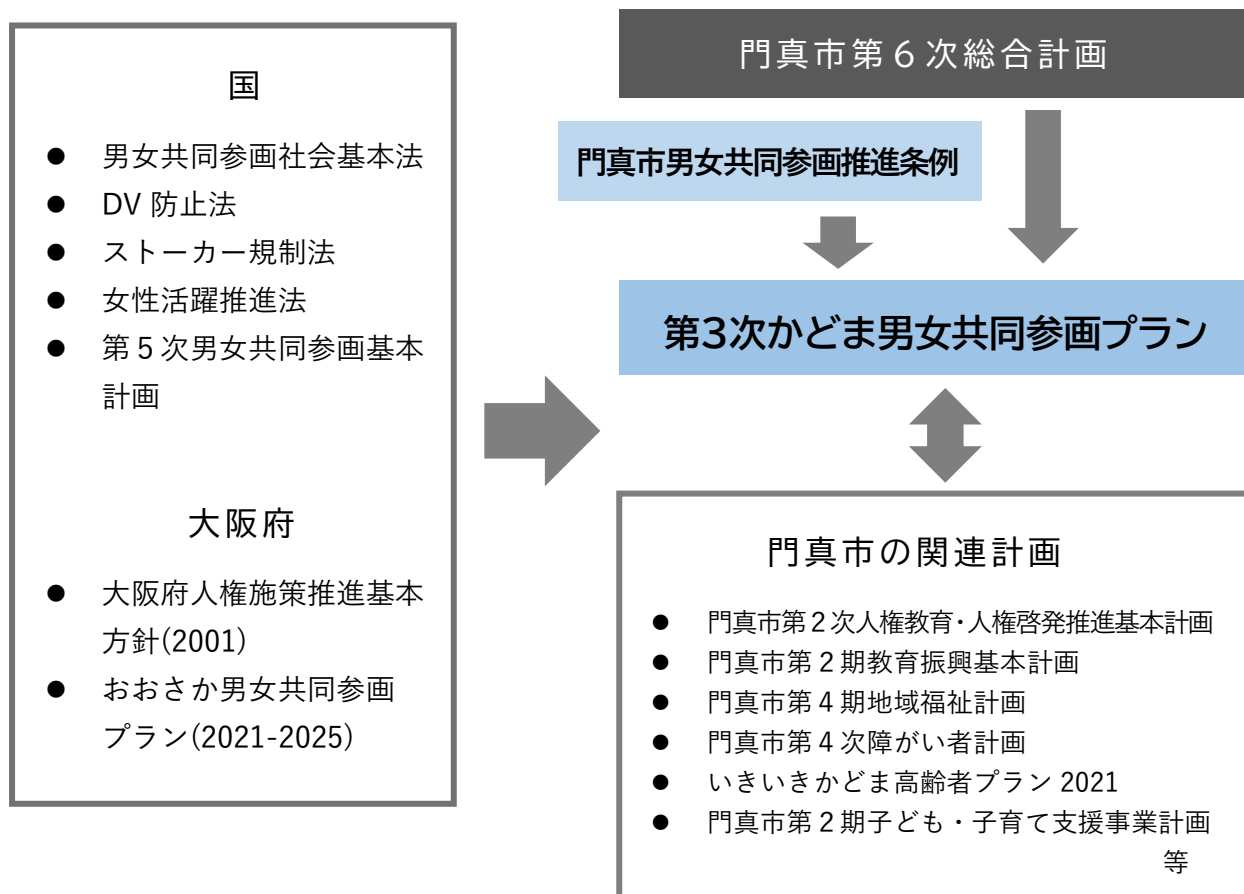 国
● 男女共同参画社会基本法
● DV 防止法
● ストーカー規制法
● 女性活躍推進法
● 第５次男女共同参画基本
計画
大阪府
● 大阪府人権施策推進基本
方針(2001)
● おおさか男女共同参画
プラン(2021-2025)
門真市第６次総合計画
門真市男女共同参画推進条例
第3次かどま男女共同参画プラン
門真市の関連計画
● 門真市第２次人権教育・人権啓発推進基本計画
● 門真市第２期教育振興基本計画
● 門真市第４期地域福祉計画
● 門真市第４次障がい者計画
● いきいきかどま高齢者プラン 2021
● 門真市第２期子ども・子育て支援事業計画
等